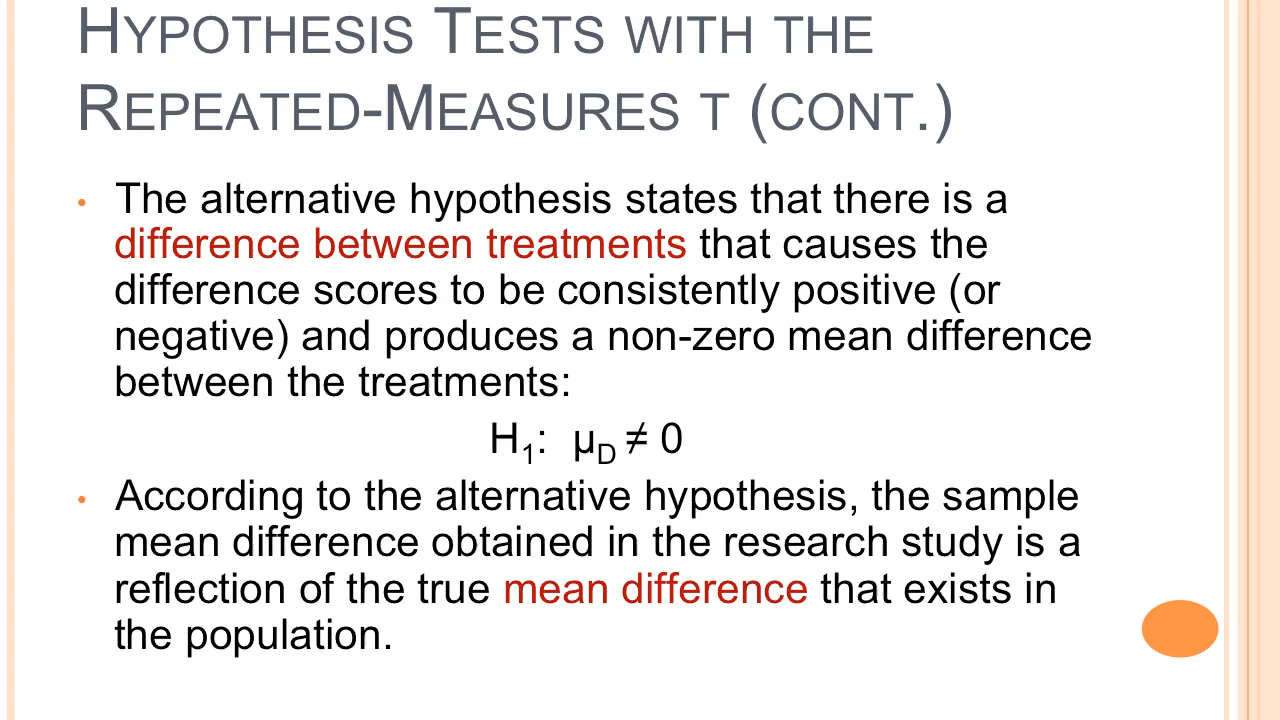 Hypothesis Tests with the
Repeated-Measures t (cont.)
• The alternative hypothesis states that there is a
difference between treatments that causes the
difference scores to be consistently positive (or
negative) and produces a non-zero mean difference
between the treatments:
H₁: μ_D ≠ 0
• According to the alternative hypothesis, the sample
mean difference obtained in the research study is a
reflection of the true mean difference that exists in
the population.